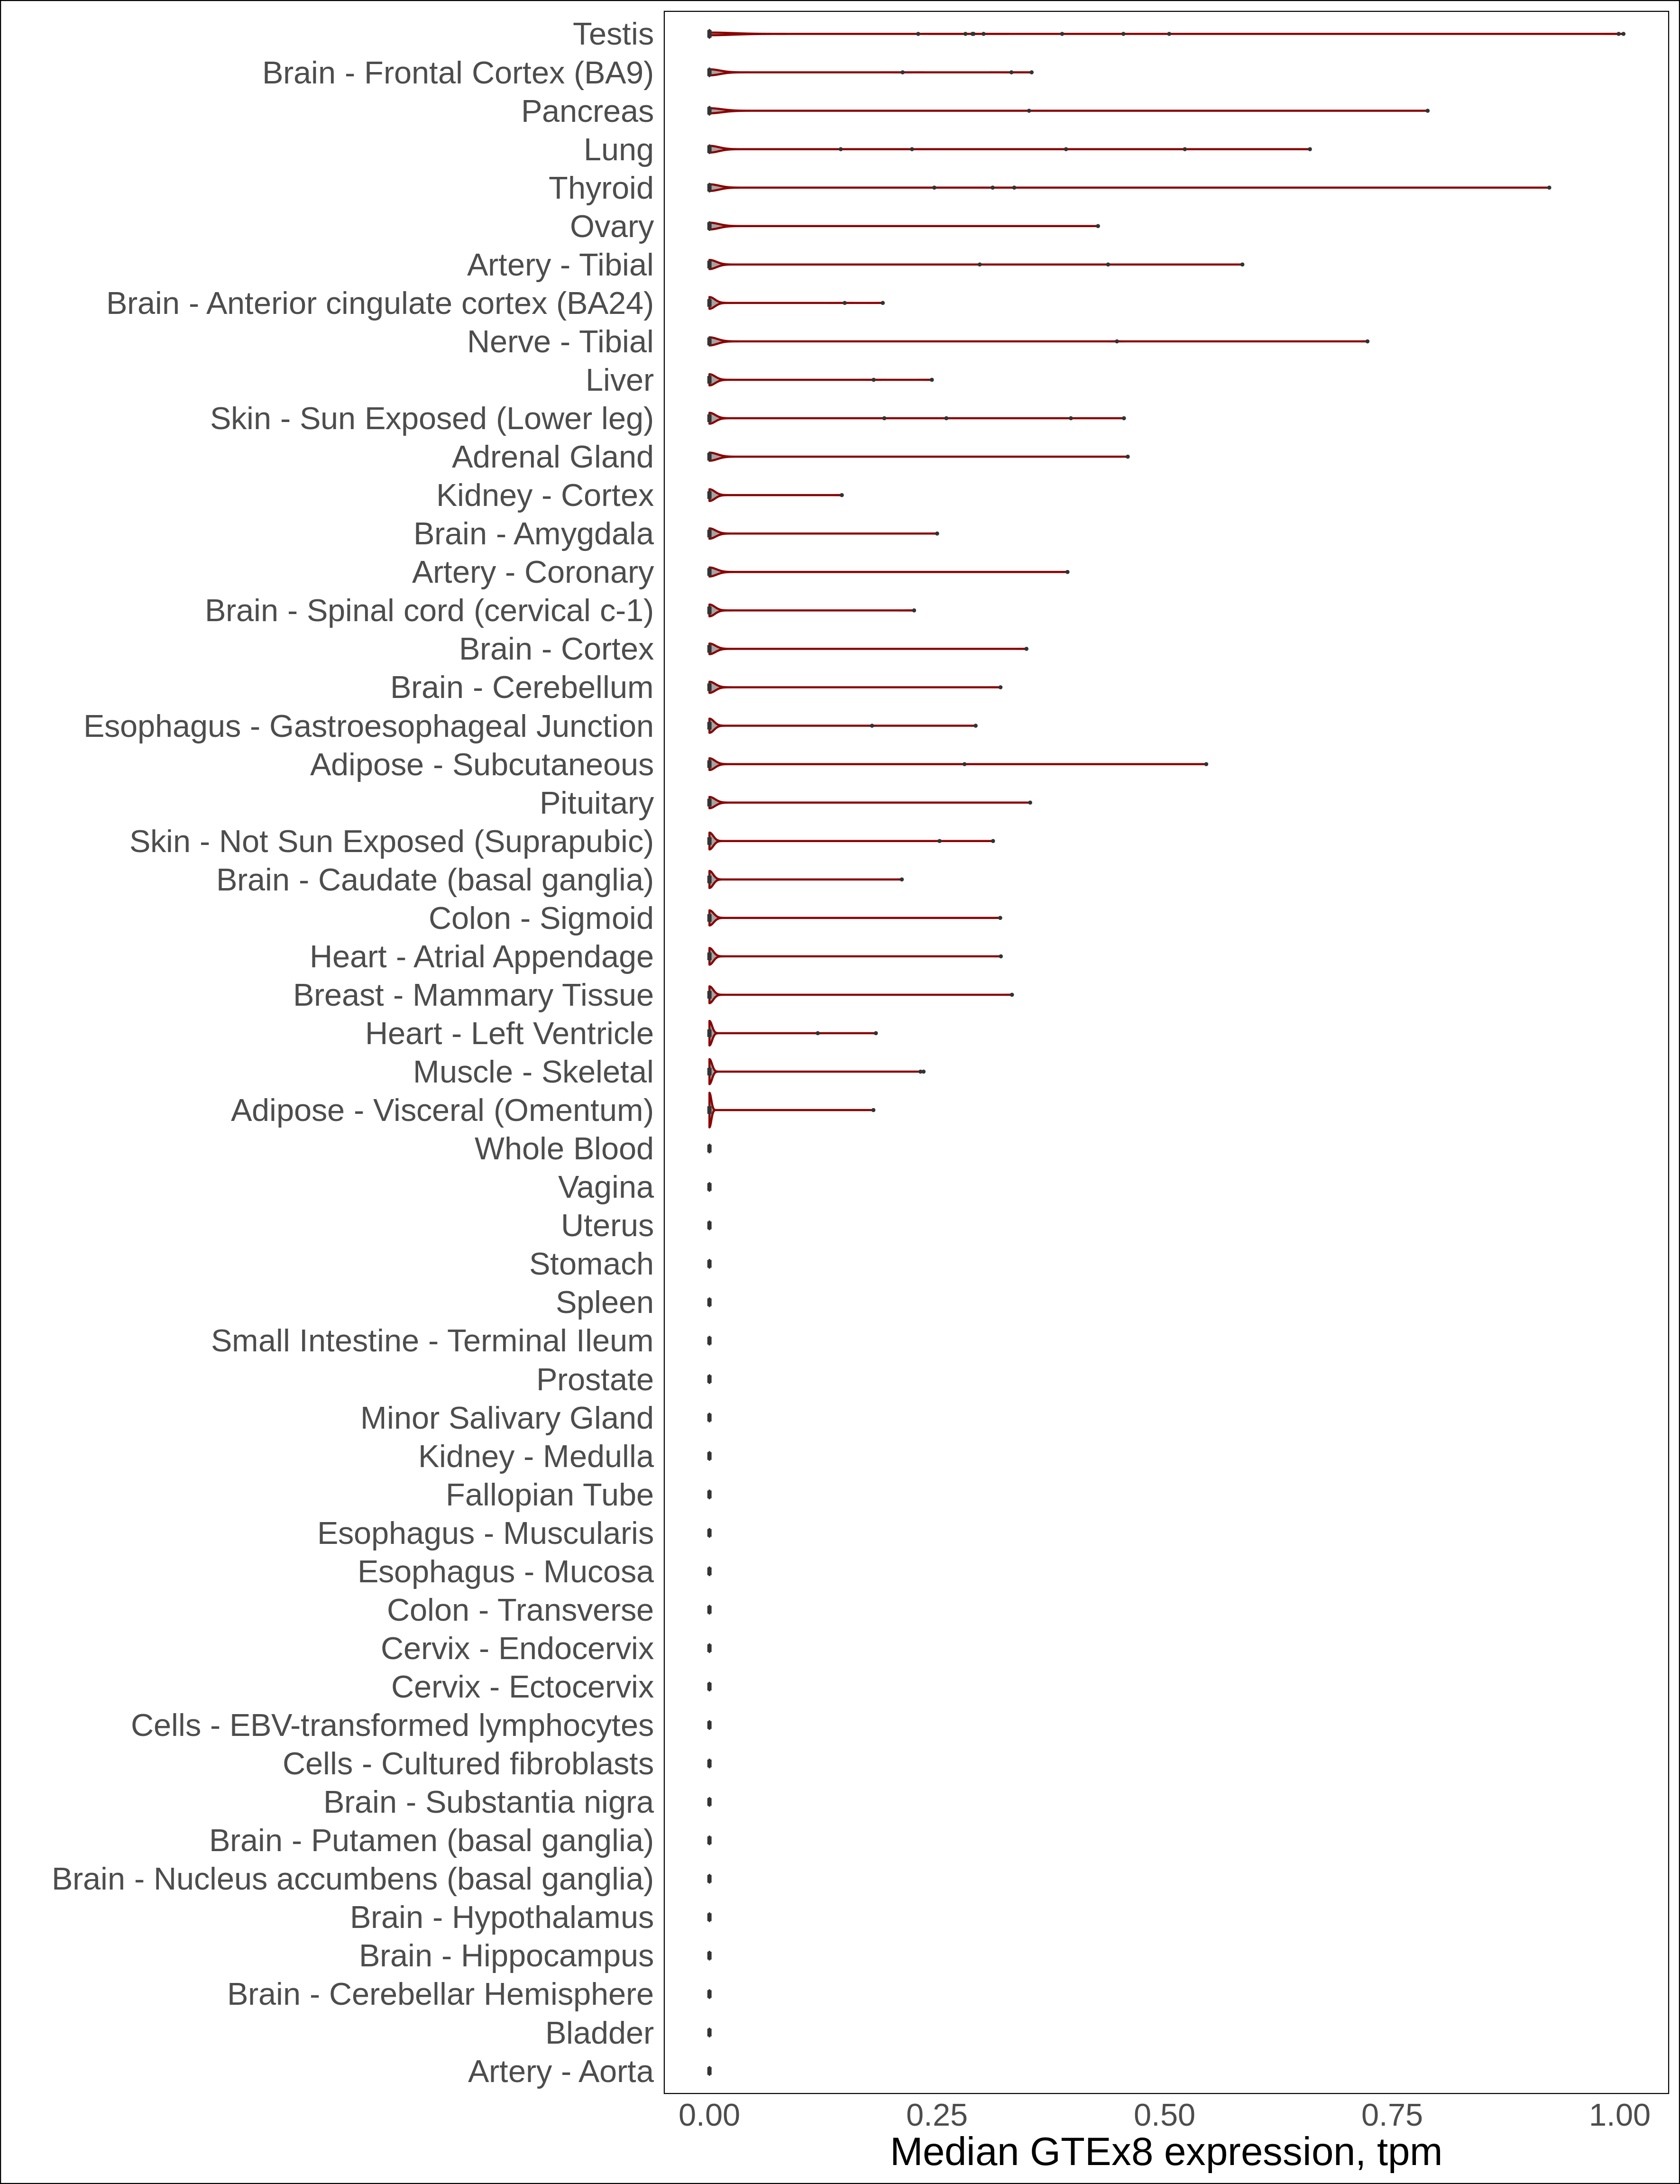 Testis
Brain - Frontal Cortex (BA9)
Pancreas
Lung
Thyroid
Ovary
Artery - Tibial
Brain - Anterior cingulate cortex (BA24)
Nerve - Tibial
Liver
Skin - Sun Exposed (Lower leg)
Adrenal Gland
Kidney - Cortex
Brain - Amygdala
Artery - Coronary
Brain - Spinal cord (cervical c-1)
Brain - Cortex
Brain - Cerebellum
Esophagus - Gastroesophageal Junction
Adipose - Subcutaneous
Pituitary
Skin - Not Sun Exposed (Suprapubic)
Brain - Caudate (basal ganglia)
Colon - Sigmoid
Heart - Atrial Appendage
Breast - Mammary Tissue
Heart - Left Ventricle
Muscle - Skeletal
Adipose - Visceral (Omentum)
Whole Blood
Vagina
Uterus
Stomach
Spleen
Small Intestine - Terminal Ileum
Prostate
Minor Salivary Gland
Kidney - Medulla
Fallopian Tube
Esophagus - Muscularis
Esophagus - Mucosa
Colon - Transverse
Cervix - Endocervix
Cervix - Ectocervix
Cells - EBV-transformed lymphocytes
Cells - Cultured fibroblasts
Brain - Substantia nigra
Brain - Putamen (basal ganglia)
Brain - Nucleus accumbens (basal ganglia)
Brain - Hypothalamus
Brain - Hippocampus
Brain - Cerebellar Hemisphere
Bladder
Artery - Aorta
0.00 0.25 0.50 0.75 1.00
Median GTEx8 expression, tpm